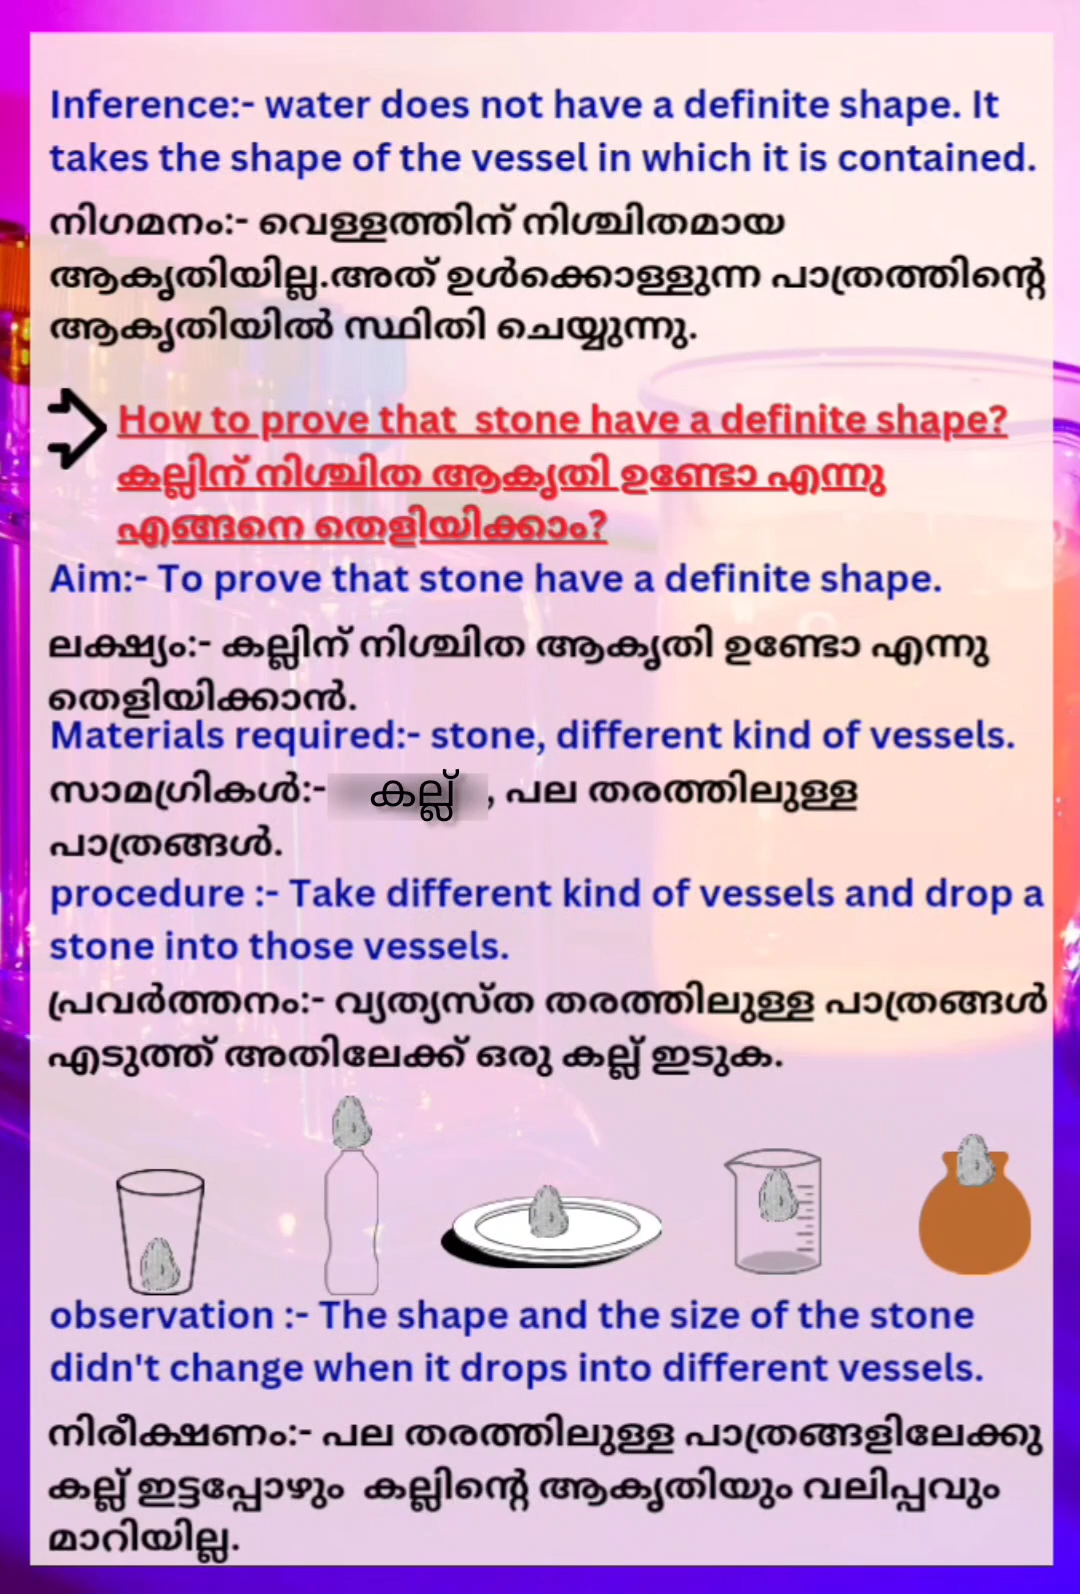 Inference:- water does not have a definite shape. It
takes the shape of the vessel in which it is contained.
നിഗമനം:- വെള്ളത്തിന് നിശ്ചിതമായ
ആകൃതിയില്ല.അത് ഉൾക്കൊള്ളുന്ന പാത്രത്തിന്റെ
ആകൃതിയിൽ സ്ഥിതി ചെയ്യുന്നു.
How to prove that stone have a definite shape?
കല്ലിന് നിശ്ചിത ആകൃതി ഉണ്ടോ എന്നു
എങ്ങനെ തെളിയിക്കാം?
Aim:- To prove that stone have a definite shape.
ലക്ഷ്യം:- കല്ലിന് നിശ്ചിത ആകൃതി ഉണ്ടോ എന്നു
തെളിയിക്കാൻ.
Materials required:- stone, different kind of vessels.
സാമഗ്രികൾ:- കല്ല് , പല തരത്തിലുള്ള
പാത്രങ്ങൾ.
procedure :- Take different kind of vessels and drop a
stone into those vessels.
പ്രവർത്തനം:- വ്യത്യസ്ത തരത്തിലുള്ള പാത്രങ്ങൾ
എടുത്ത് അതിലേക്ക് ഒരു കല്ല് ഇടുക.
observation :- The shape and the size of the stone
didn't change when it drops into different vessels.
നിരീക്ഷണം:- പല തരത്തിലുള്ള പാത്രങ്ങളിലേക്കു
കല്ല് ഇട്ടപ്പോഴും കല്ലിന്റെ ആകൃതിയും വലിപ്പവും
മാറിയില്ല.